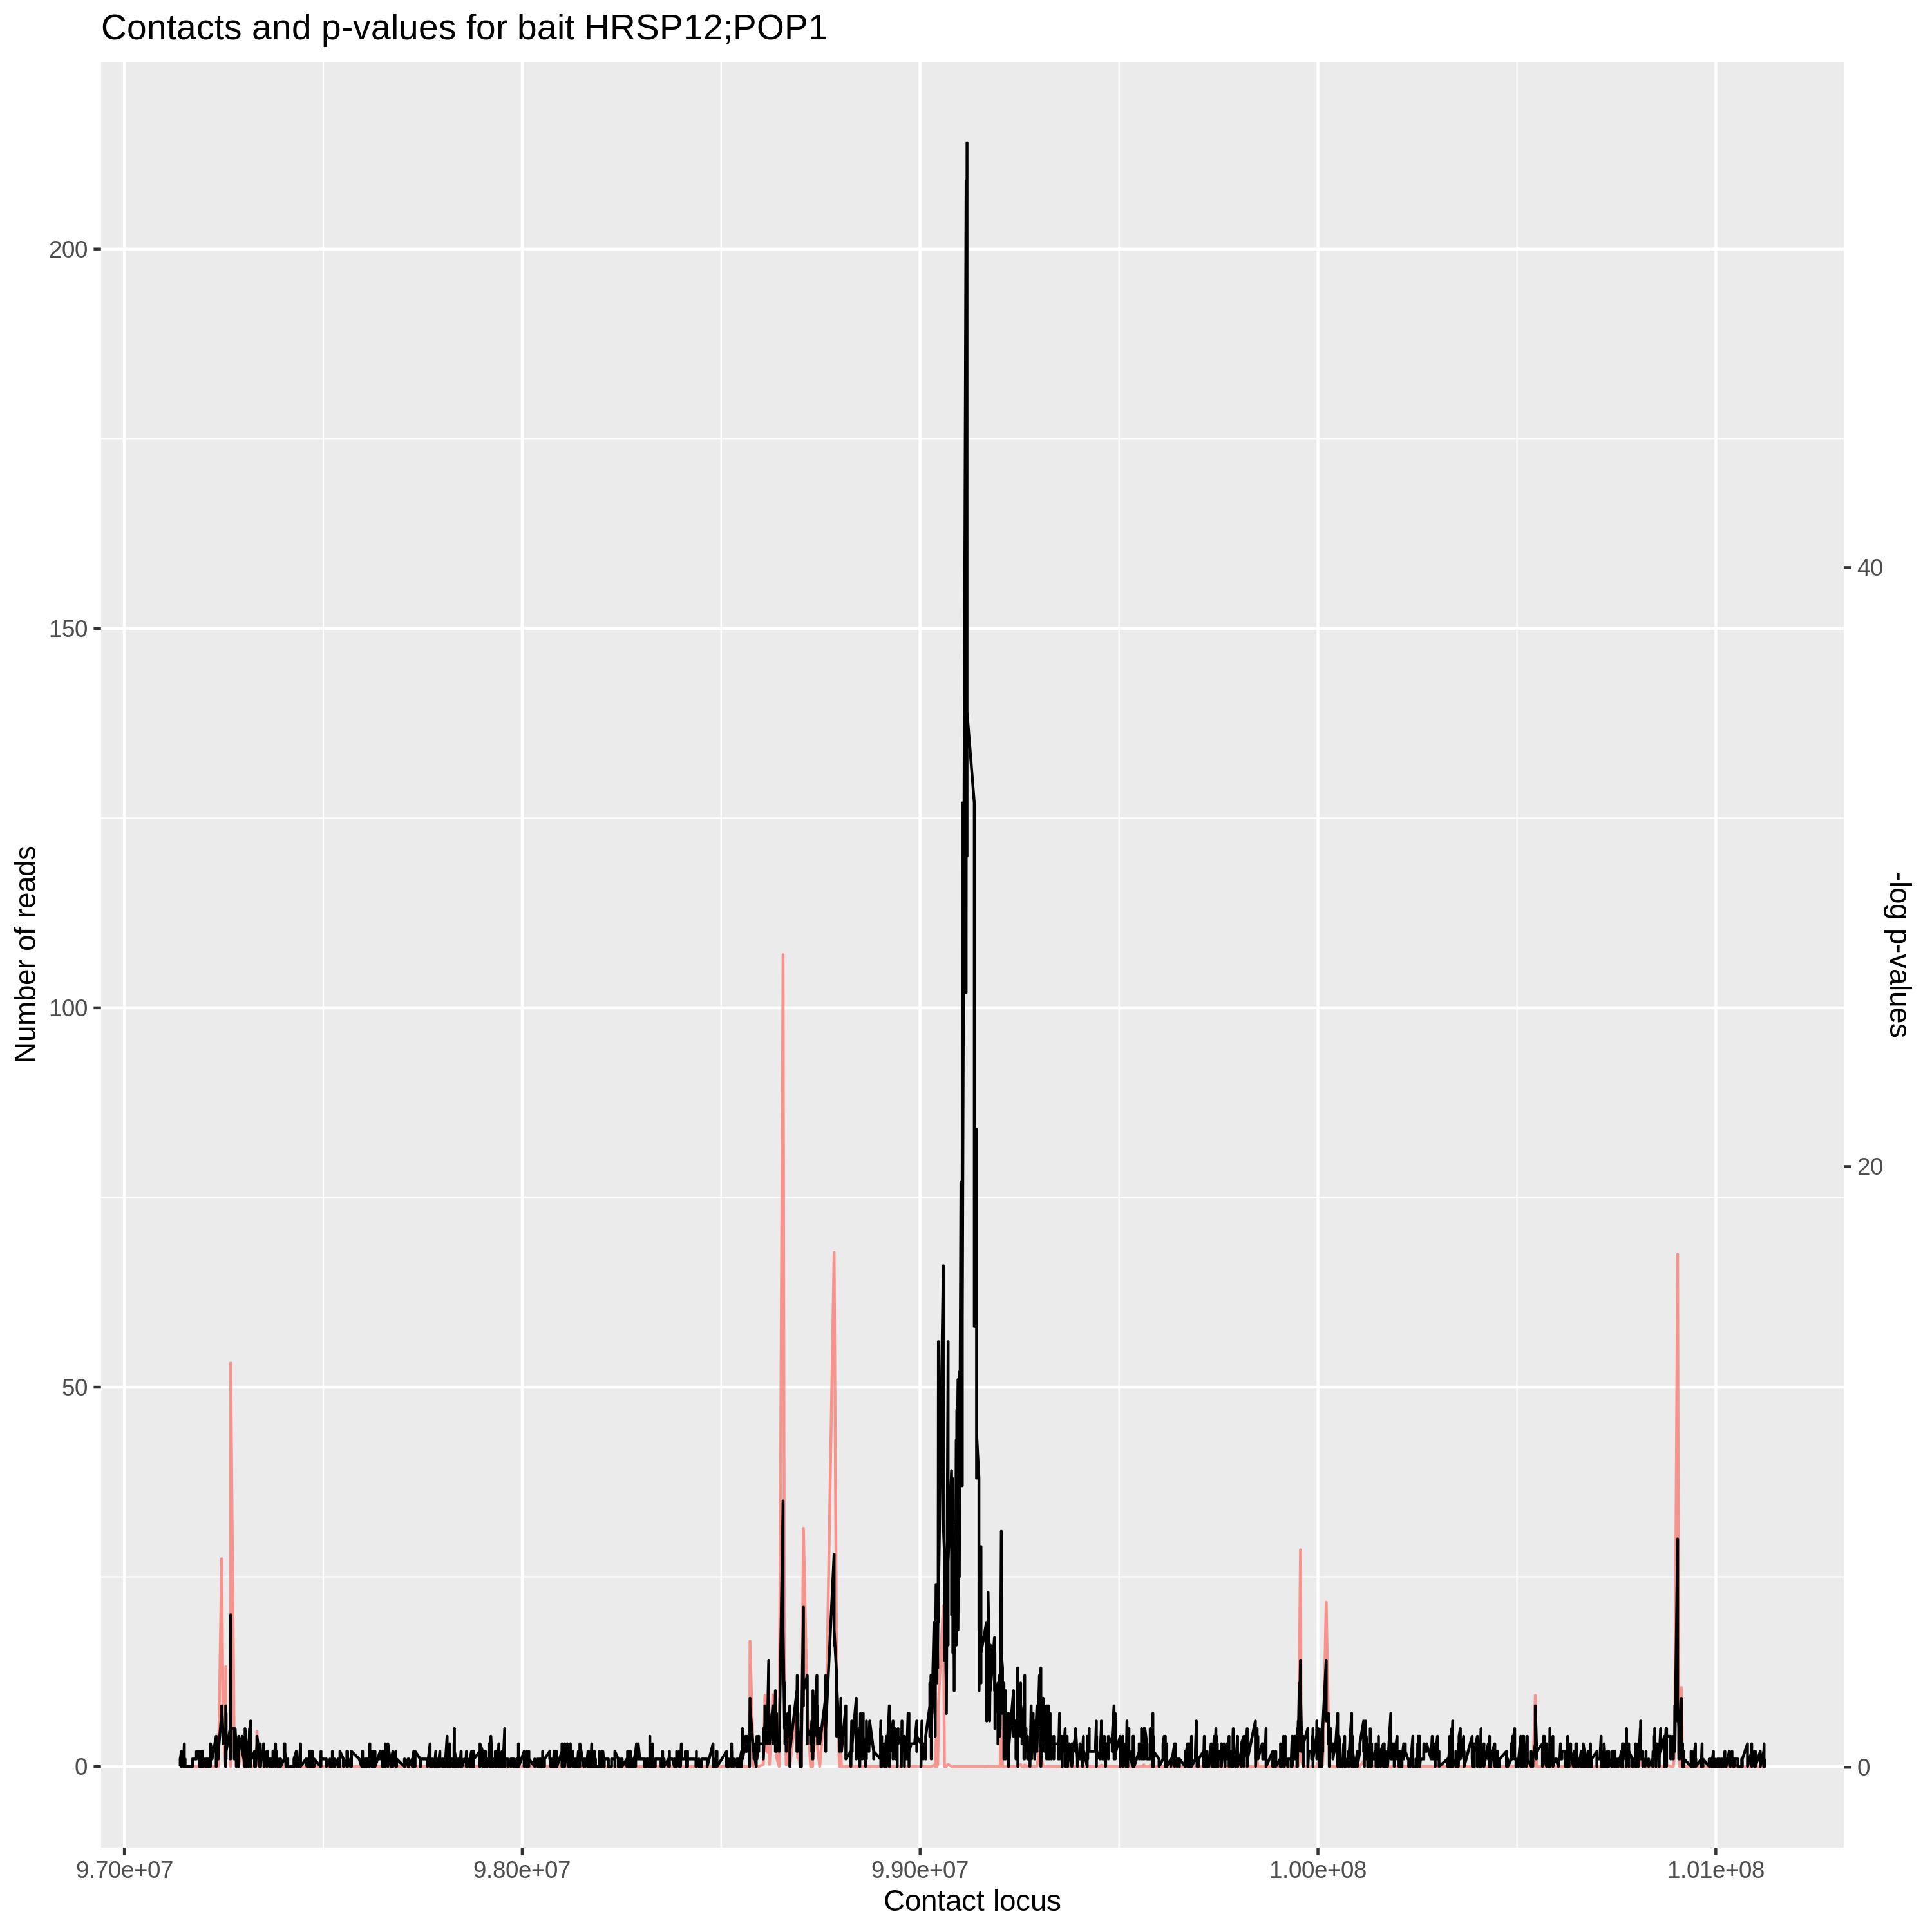 Contacts and p-values for bait HRSP12;POP1
200
150
100
50
0
Number of reads
40
20
0
-log p-values
9.70e+07
9.80e+07
9.90e+07
1.00e+08
1.01e+08
Contact locus